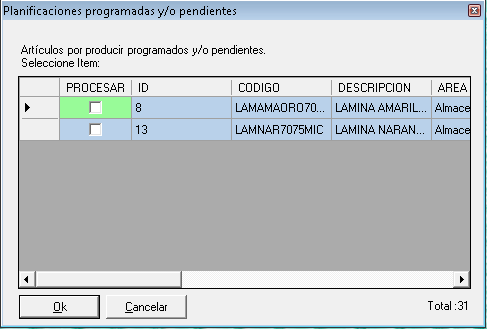 Planificaciones programadas y/o pendientes
Artículos por producir programados y/o pendientes.
Seleccione Item:
PROCESAR ID CODIGO DESCRIPCION AREA
8 LAMAMAORO70... LAMINA AMARIL... Almace
13 LAMNAR7075MIC LAMINA NARAN... Almace
Ok Cancelar Total :31